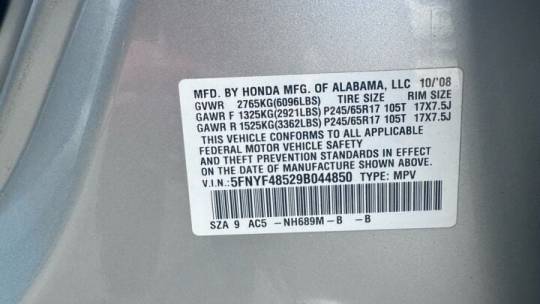 MFD. BY HONDA MFG. OF ALABAMA, LLC 10/'08
GVWR 2765KG(6096LBS) TIRE SIZE RIM SIZE
GAWR F 1325KG(2921LBS) P245/65R17 105T 17X7.5J
GAWR R 1525KG(3362LBS) P245/65R17 105T 17X7.5J
THIS VEHICLE CONFORMS TO ALL APPLICABLE
FEDERAL MOTOR VEHICLE SAFETY
AND THEFT PREVENTION STANDARDS IN EFFECT
ON THE DATE OF MANUFACTURE SHOWN ABOVE.
V.I.N.: 5FNYF48529B044850 TYPE: MPV
SZA 9 AC5 -NH689M-B -B